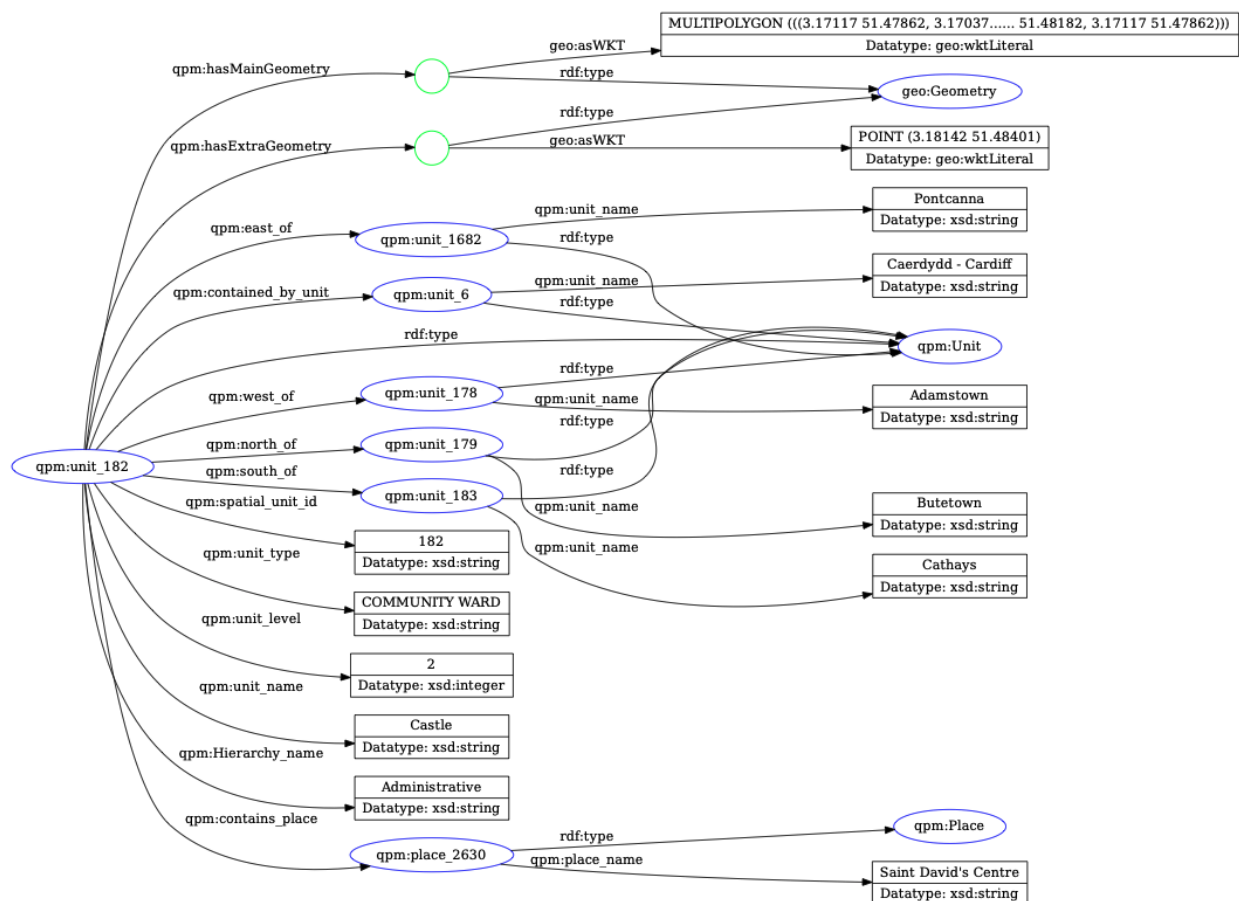 MULTIPOLYGON (((3.17117 51.47862, 3.17037...... 51.48182, 3.17117 51.47862)))
Datatype: geo:wktLiteral
geo:asWKT
qpm:hasMainGeometry
rdf:type
geo:Geometry
rdf:type
qpm:hasExtraGeometry
geo:asWKT
POINT (3.18142 51.48401)
Datatype: geo:wktLiteral
Pontcanna
Datatype: xsd:string
qpm:unit_name
qpm:east_of
qpm:unit_1682
rdf:type
Caerdydd - Cardiff
Datatype: xsd:string
qpm:unit_name
qpm:contained_by_unit
qpm:unit_6
rdf:type
rdf:type
qpm:Unit
rdf:type
qpm:west_of
qpm:unit_178
qpm:unit_name
Adamstown
Datatype: xsd:string
rdf:type
qpm:north_of
qpm:unit_179
qpm:unit_182
qpm:south_of
rdf:type
qpm:unit_183
qpm:spatial_unit_id
qpm:unit_name
Butetown
Datatype: xsd:string
182
Datatype: xsd:string
qpm:unit_name
qpm:unit_type
Cathays
Datatype: xsd:string
COMMUNITY WARD
Datatype: xsd:string
qpm:unit_level
2
Datatype: xsd:integer
qpm:unit_name
Castle
Datatype: xsd:string
qpm:Hierarchy_name
Administrative
Datatype: xsd:string
qpm:contains_place
qpm:place_2630
rdf:type
qpm:Place
qpm:place_name
Saint David's Centre
Datatype: xsd:string